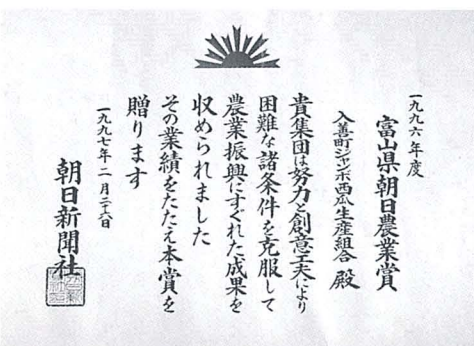 一九九六年度
富山県朝日農業賞
入善町ジャンボ西瓜生産組合 殿
貴集団は努力と創意工夫により
困難な諸条件を克服して
農業振興にすぐれた成果を
収められました
その業績をたたえ本賞を
贈ります
一九九七年二月二十六日
朝日新聞社